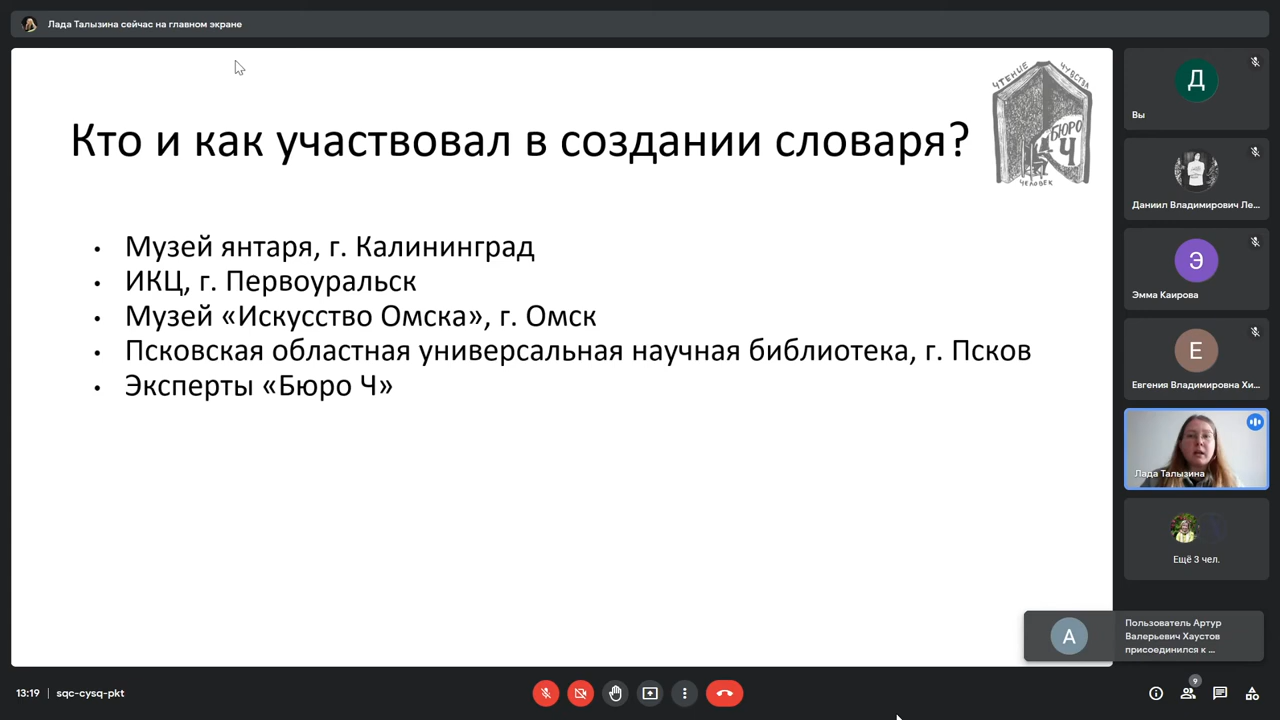 Лада Талызина сейчас на главном экране
ЧТЕНИЕ
ЧУВСТВА
БЮРО
Ч
ЧЕЛОВЕК
Кто и как участвовал в создании словаря?
• Музей янтаря, г. Калининград
• ИКЦ, г. Первоуральск
• Музей «Искусство Омска», г. Омск
• Псковская областная универсальная научная библиотека, г. Псков
• Эксперты «Бюро Ч»
Д
Вы
Даниил Владимирович Ле...
Э
Эмма Каирова
Е
Евгения Владимировна Хи...
Лада Талызина
Ещё 3 чел.
А
Пользователь Артур
Валерьевич Хаустов
присоединился к ...
13:19 | sqc-cysq-pkt
9